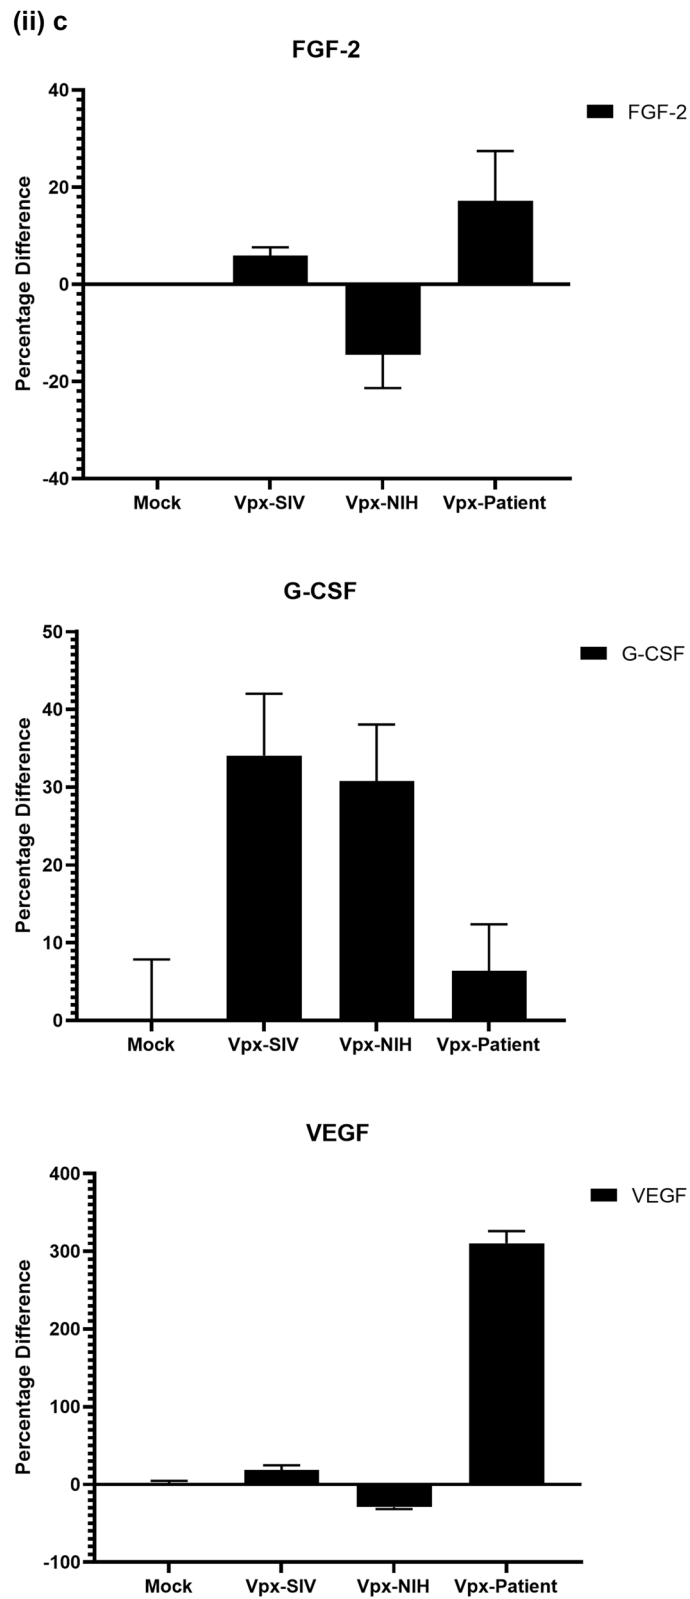 (ii) c
FGF-2
40
20
0
-20
-40
Percentage Difference
FGF-2
Mock Vpx-SIV Vpx-NIH Vpx-Patient
G-CSF
50
40
30
20
10
0
Percentage Difference
G-CSF
Mock Vpx-SIV Vpx-NIH Vpx-Patient
VEGF
400
300
200
100
0
-100
Percentage Difference
VEGF
Mock Vpx-SIV Vpx-NIH Vpx-Patient